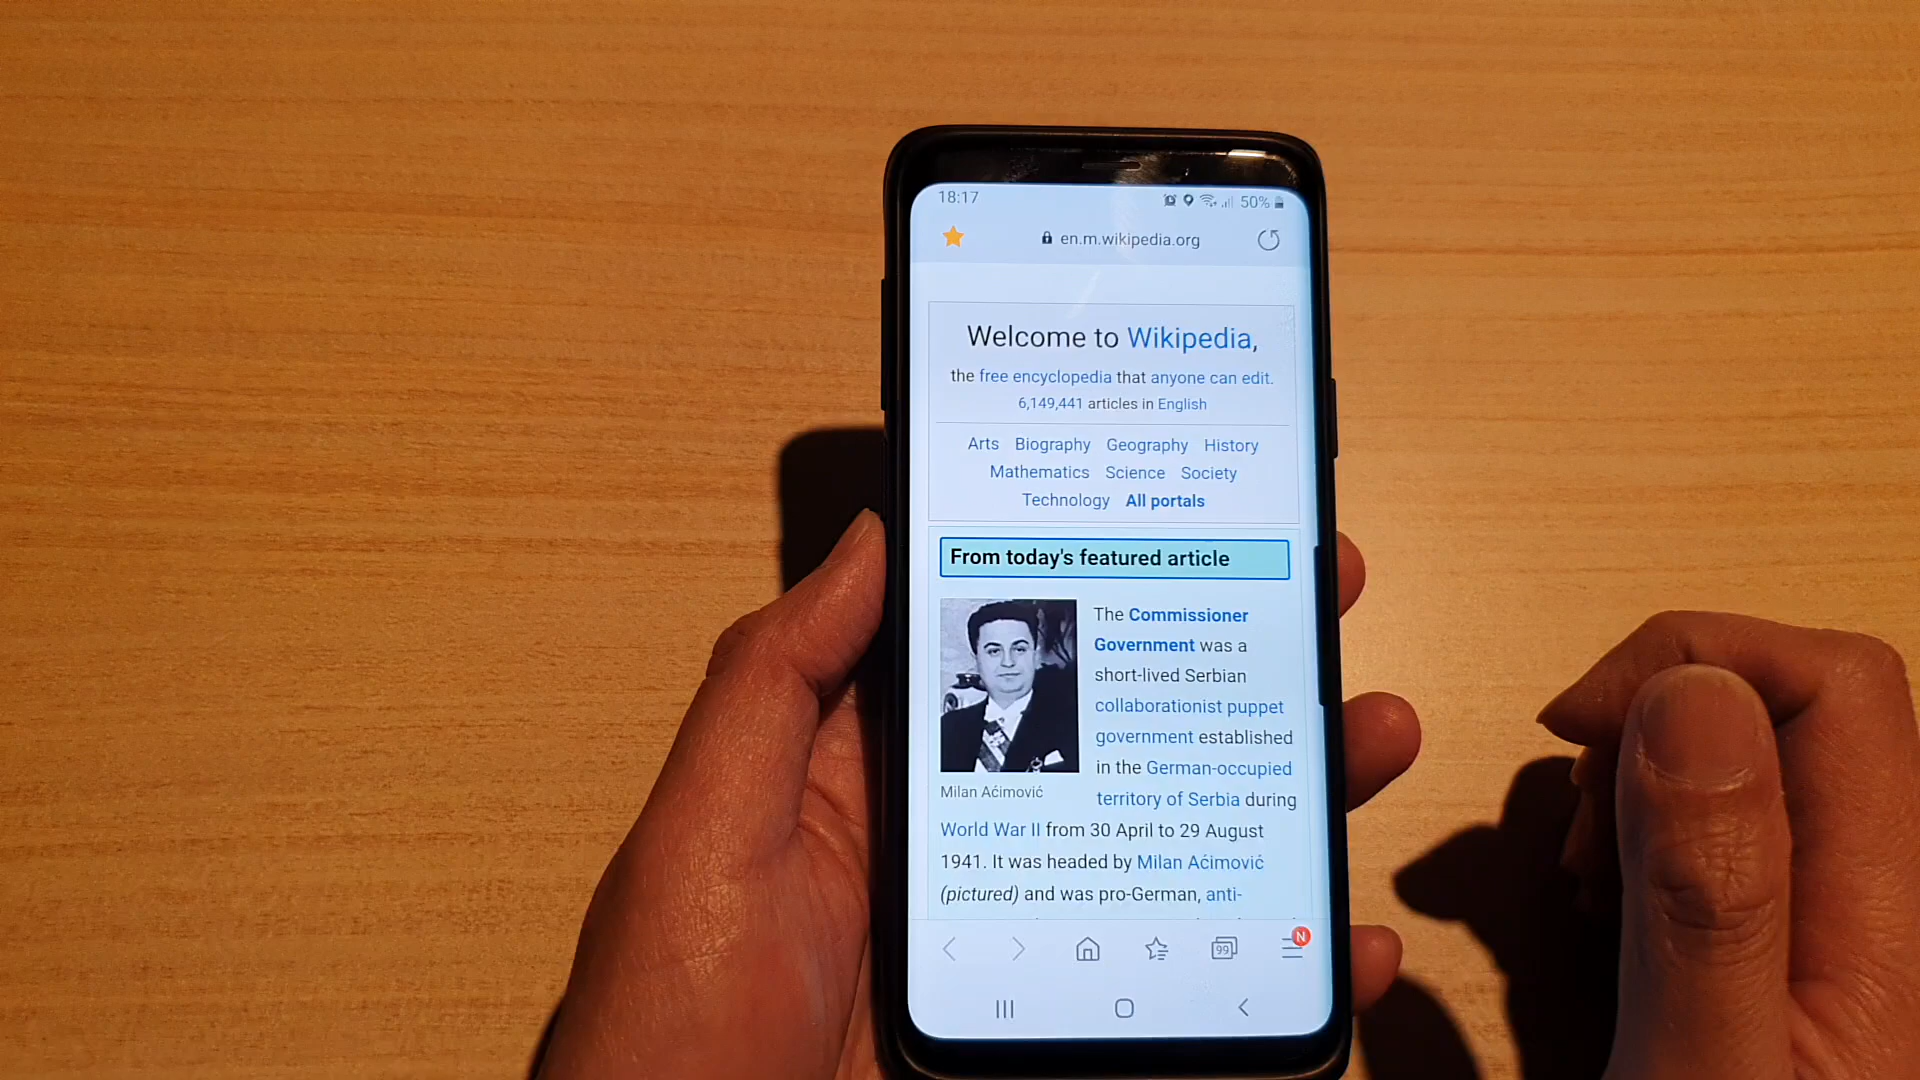 18:17 50%
en.m.wikipedia.org
Welcome to Wikipedia,
the free encyclopedia that anyone can edit.
6,149,441 articles in English
Arts Biography Geography History
Mathematics Science Society
Technology All portals
From today's featured article
The Commissioner
Government was a
short-lived Serbian
collaborationist puppet
government established
in the German-occupied
territory of Serbia during
Milan Aćimović
World War II from 30 April to 29 August
1941. It was headed by Milan Aćimović
(pictured) and was pro-German, anti-
99 N